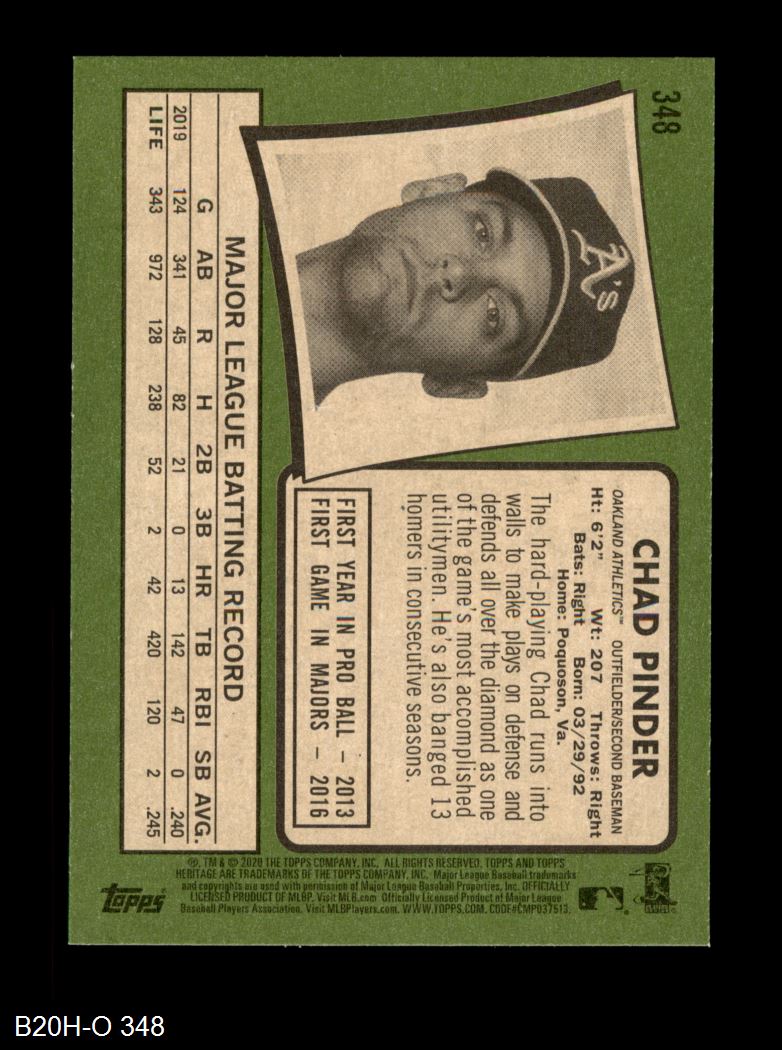 348
A's
CHAD PINDER
OAKLAND ATHLETICS™ OUTFIELDER/SECOND BASEMAN
Ht: 6'2" Wt: 207 Throws: Right
Bats: Right Born: 03/29/92
Home: Poquoson, Va.
The hard-playing Chad runs into
walls to make plays on defense and
defends all over the diamond as one
of the game's most accomplished
utilitymen. He's also banged 13
homers in consecutive seasons.
FIRST YEAR IN PRO BALL – 2013
FIRST GAME IN MAJORS – 2016
MAJOR LEAGUE BATTING RECORD
G AB R H 2B 3B HR TB RBI SB AVG.
2019 124 341 45 82 21 0 13 142 47 0 .240
LIFE 343 972 128 238 52 2 42 420 120 2 .245
®, TM & © 2020 THE TOPPS COMPANY, INC. ALL RIGHTS RESERVED. TOPPS AND TOPPS
HERITAGE ARE TRADEMARKS OF THE TOPPS COMPANY, INC. Major League Baseball trademarks
and copyrights are used with permission of Major League Baseball Properties, Inc. OFFICIALLY
LICENSED PRODUCT OF MLBP. Visit MLB.com Officially Licensed Product of Major League
Baseball Players Association. Visit MLBPlayers.com. WWW.TOPPS.COM. CODE#CMP037513.
Topps
B20H-O 348